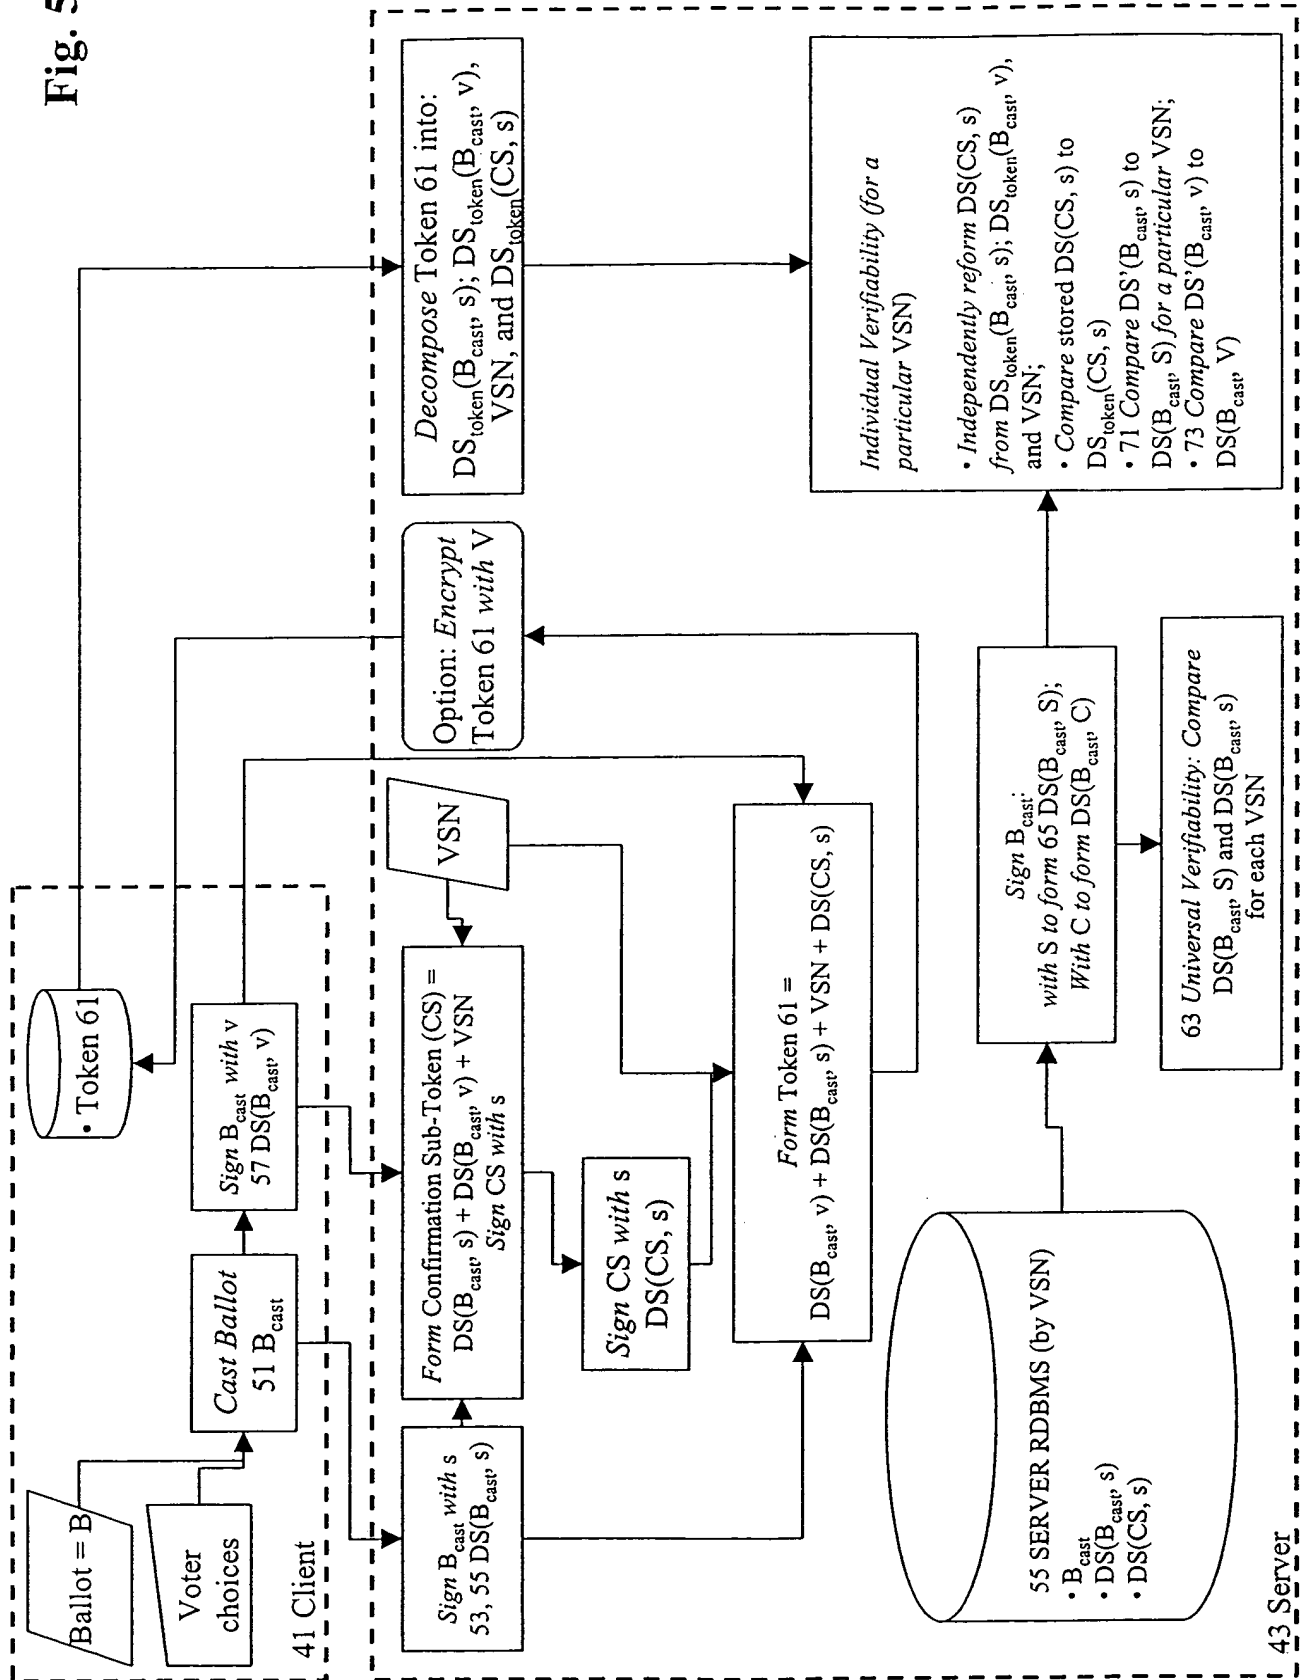 Fig. 5
Ballot = B
Voter
choices
41 Client
Cast Ballot
51 B_cast
Sign B_cast with v
57 DS(B_cast, v)
• Token 61
Sign B_cast with s
53, 55 DS(B_cast, s)
Form Confirmation Sub-Token (CS) =
DS(B_cast, s) + DS(B_cast, v) + VSN
Sign CS with s
VSN
Option: Encrypt
Token 61 with V
Decompose Token 61 into:
DS_token(B_cast, s); DS_token(B_cast, v),
VSN, and DS_token(CS, s)
Sign CS with s
DS(CS, s)
Form Token 61 =
DS(B_cast, v) + DS(B_cast, s) + VSN + DS(CS, s)
55 SERVER RDBMS (by VSN)
• B_cast
• DS(B_cast, s)
• DS(CS, s)
Sign B_cast:
with S to form 65 DS(B_cast, S);
With C to form DS(B_cast, C)
63 Universal Verifiability: Compare
DS(B_cast, S) and DS(B_cast, s)
for each VSN
Individual Verifiability (for a
particular VSN)
• Independently reform DS(CS, s)
from DS_token(B_cast, s); DS_token(B_cast, v),
and VSN;
• Compare stored DS(CS, s) to
DS_token(CS, s)
• 71 Compare DS'(B_cast, s) to
DS(B_cast, S) for a particular VSN;
• 73 Compare DS'(B_cast, v) to
DS(B_cast, V)
43 Server